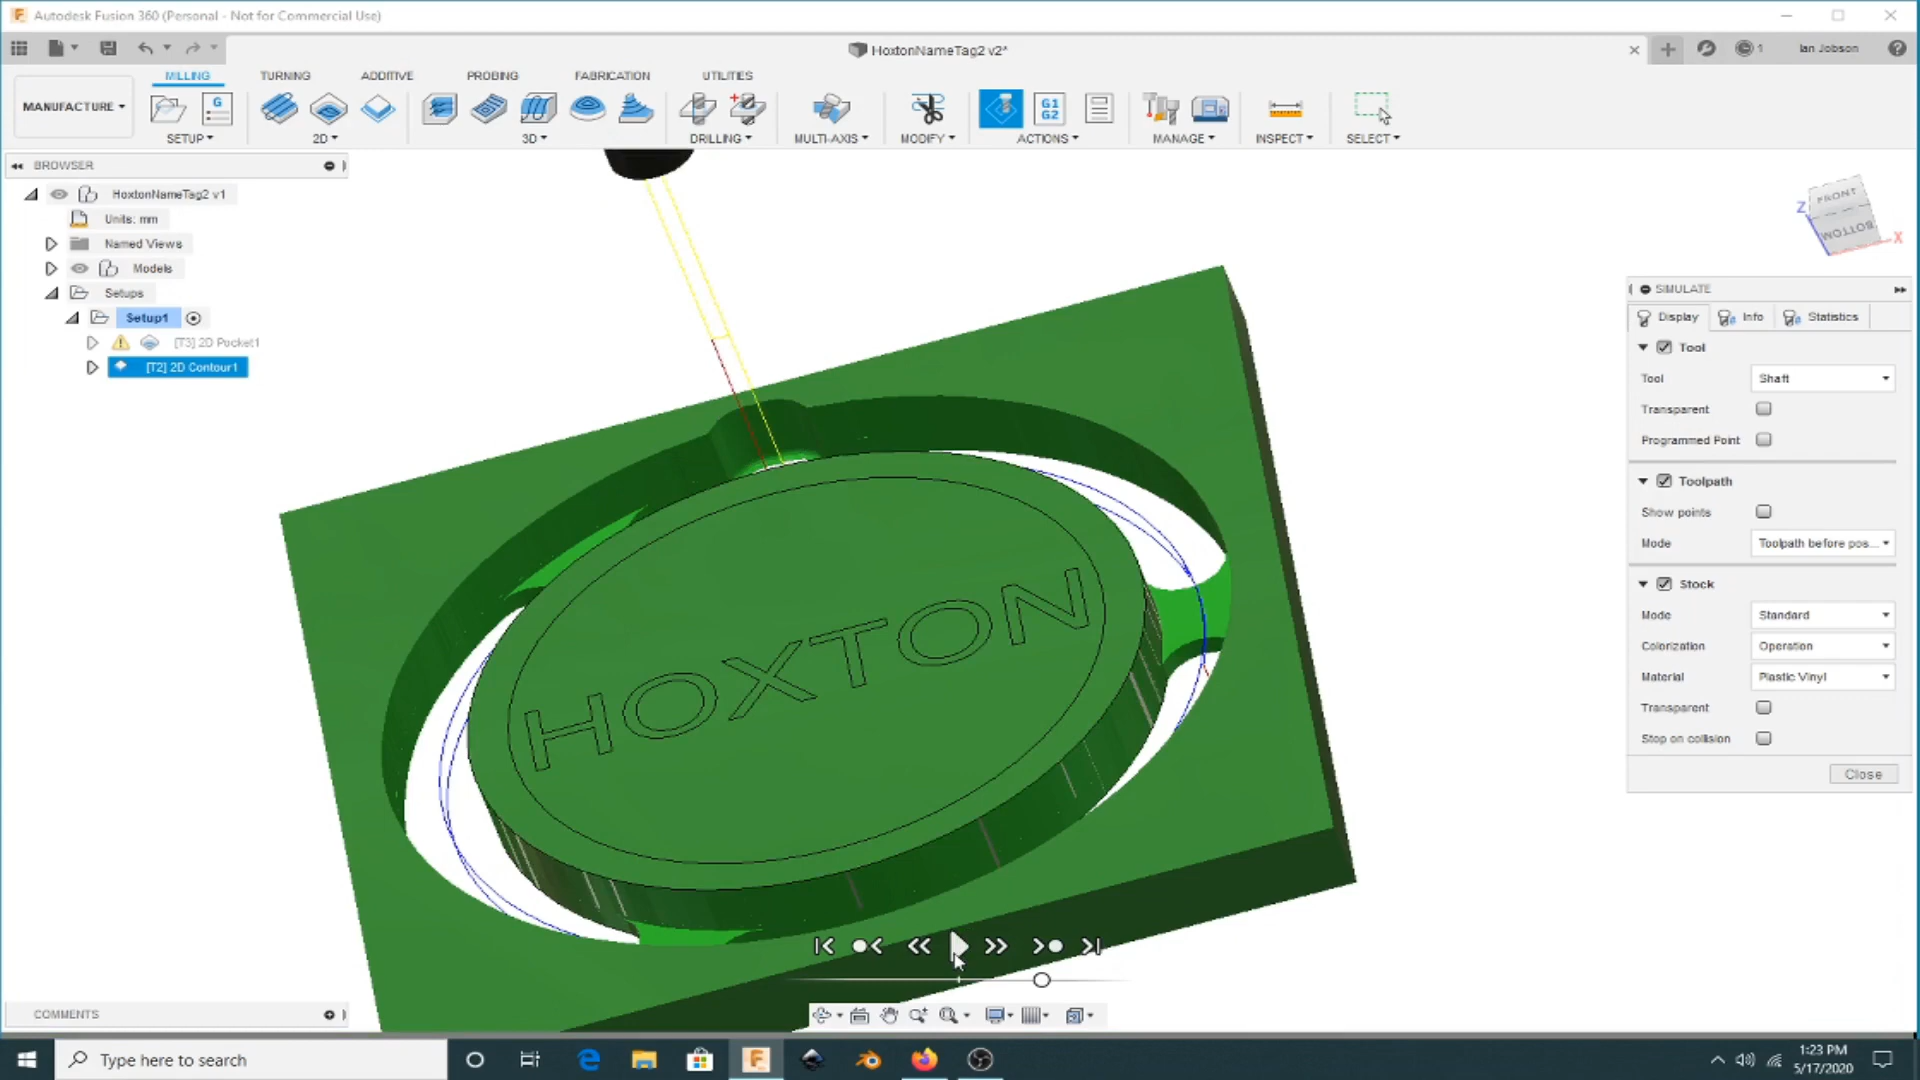 Autodesk Fusion 360 (Personal - Not for Commercial Use)
HoxtonNameTag2 v2*
1
Ian Jobson
MANUFACTURE
MILLING TURNING ADDITIVE PROBING FABRICATION UTILITIES
G
G1
G2
SETUP 2D 3D DRILLING MULTI-AXIS MODIFY ACTIONS MANAGE INSPECT SELECT
BROWSER
HoxtonNameTag2 v1
Units: mm
Named Views
Models
Setups
Setup1
[T3] 2D Pocket1
[T2] 2D Contour1
FRONT
BOTTOM
Z
X
HOXTON
SIMULATE
Display Info Statistics
Tool
Tool Shaft
Transparent
Programmed Point
Toolpath
Show points
Mode Toolpath before pos...
Stock
Mode Standard
Colorization Operation
Material Plastic Vinyl
Transparent
Stop on collision
Close
COMMENTS
Type here to search
1:23 PM
5/17/2020